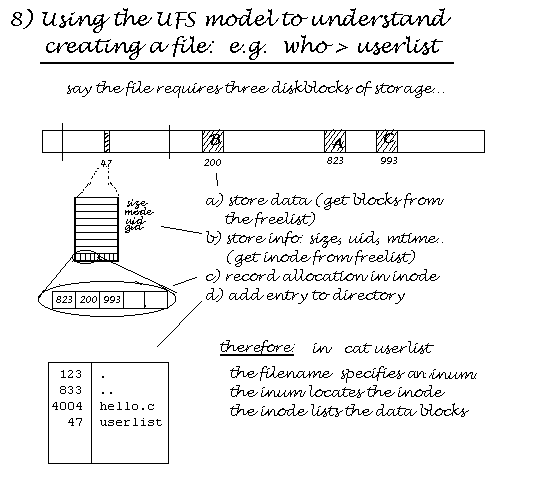 8) Using the UFS model to understand
creating a file: e.g. who > userlist
say the file requires three diskblocks of storage...
B A C
47 200 823 993
size
mode
uid
gid
a) store data (get blocks from
the freelist)
b) store info: size, uid, mtime..
(get inode from freelist)
c) record allocation in inode
d) add entry to directory
823 200 993
therefore: in cat userlist
the filename specifies an inum
the inum locates the inode
the inode lists the data blocks
123 .
833 ..
4004 hello.c
47 userlist